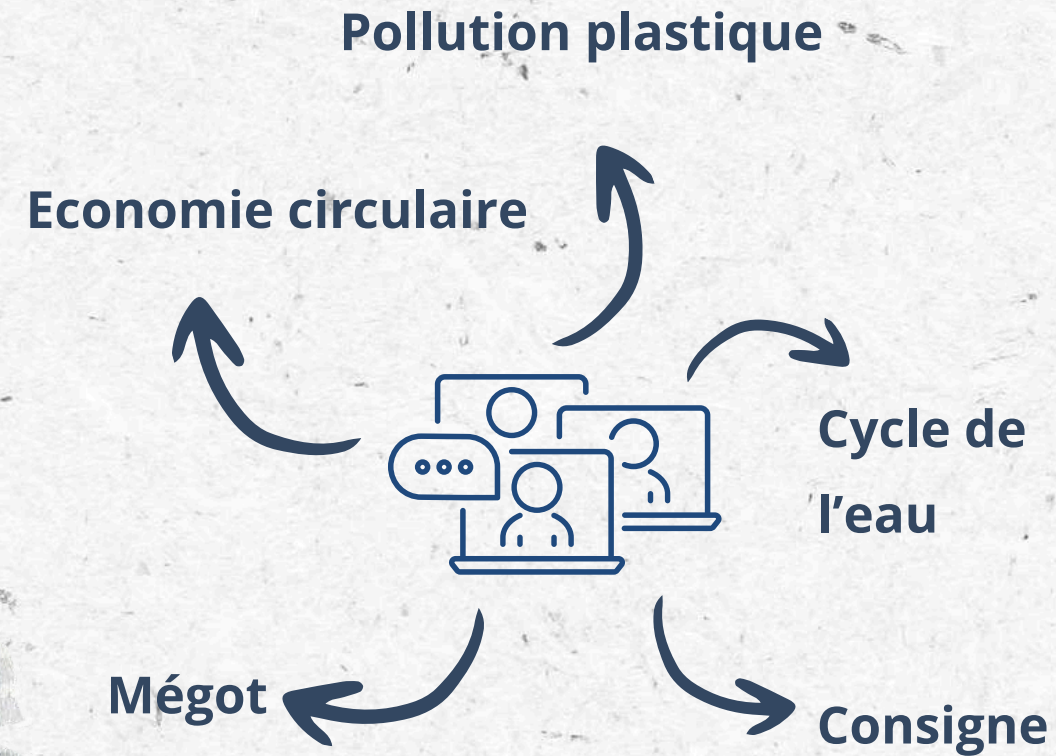 Pollution plastique
Economie circulaire
Cycle de
l’eau
Mégot
Consigne